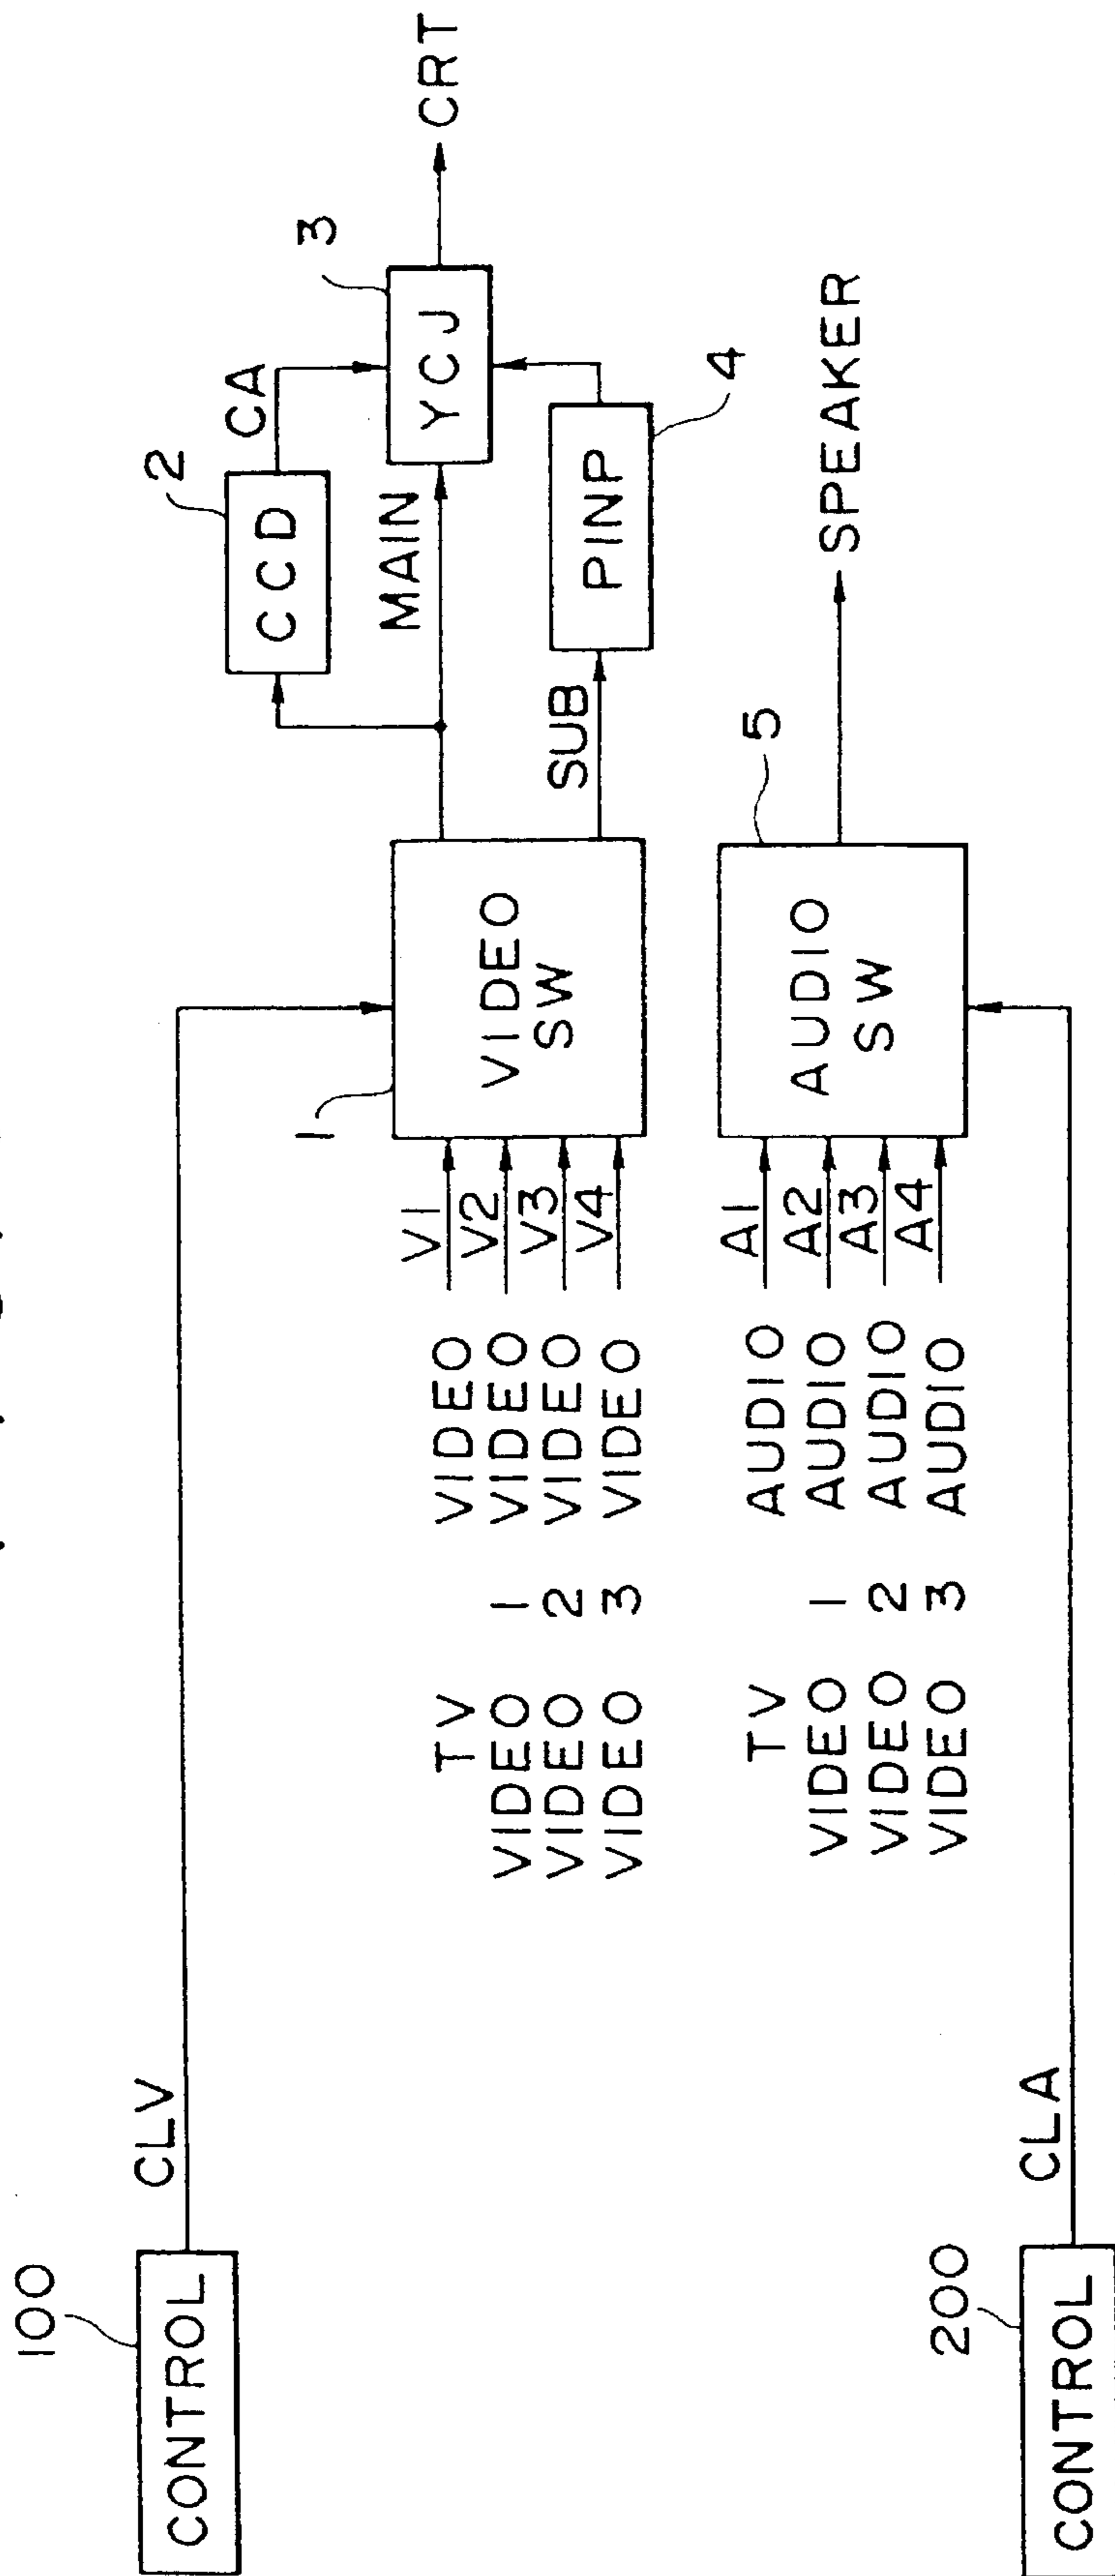 100
CONTROL
CLV
1
VIDEO
SW
2
CCD
CA
MAIN
3
YCJ
CRT
SUB
PINP
4
TV VIDEO V1
VIDEO 1 VIDEO V2
VIDEO 2 VIDEO V3
VIDEO 3 VIDEO V4
TV AUDIO A1
VIDEO 1 AUDIO A2
VIDEO 2 AUDIO A3
VIDEO 3 AUDIO A4
AUDIO
SW
5
SPEAKER
200
CONTROL
CLA